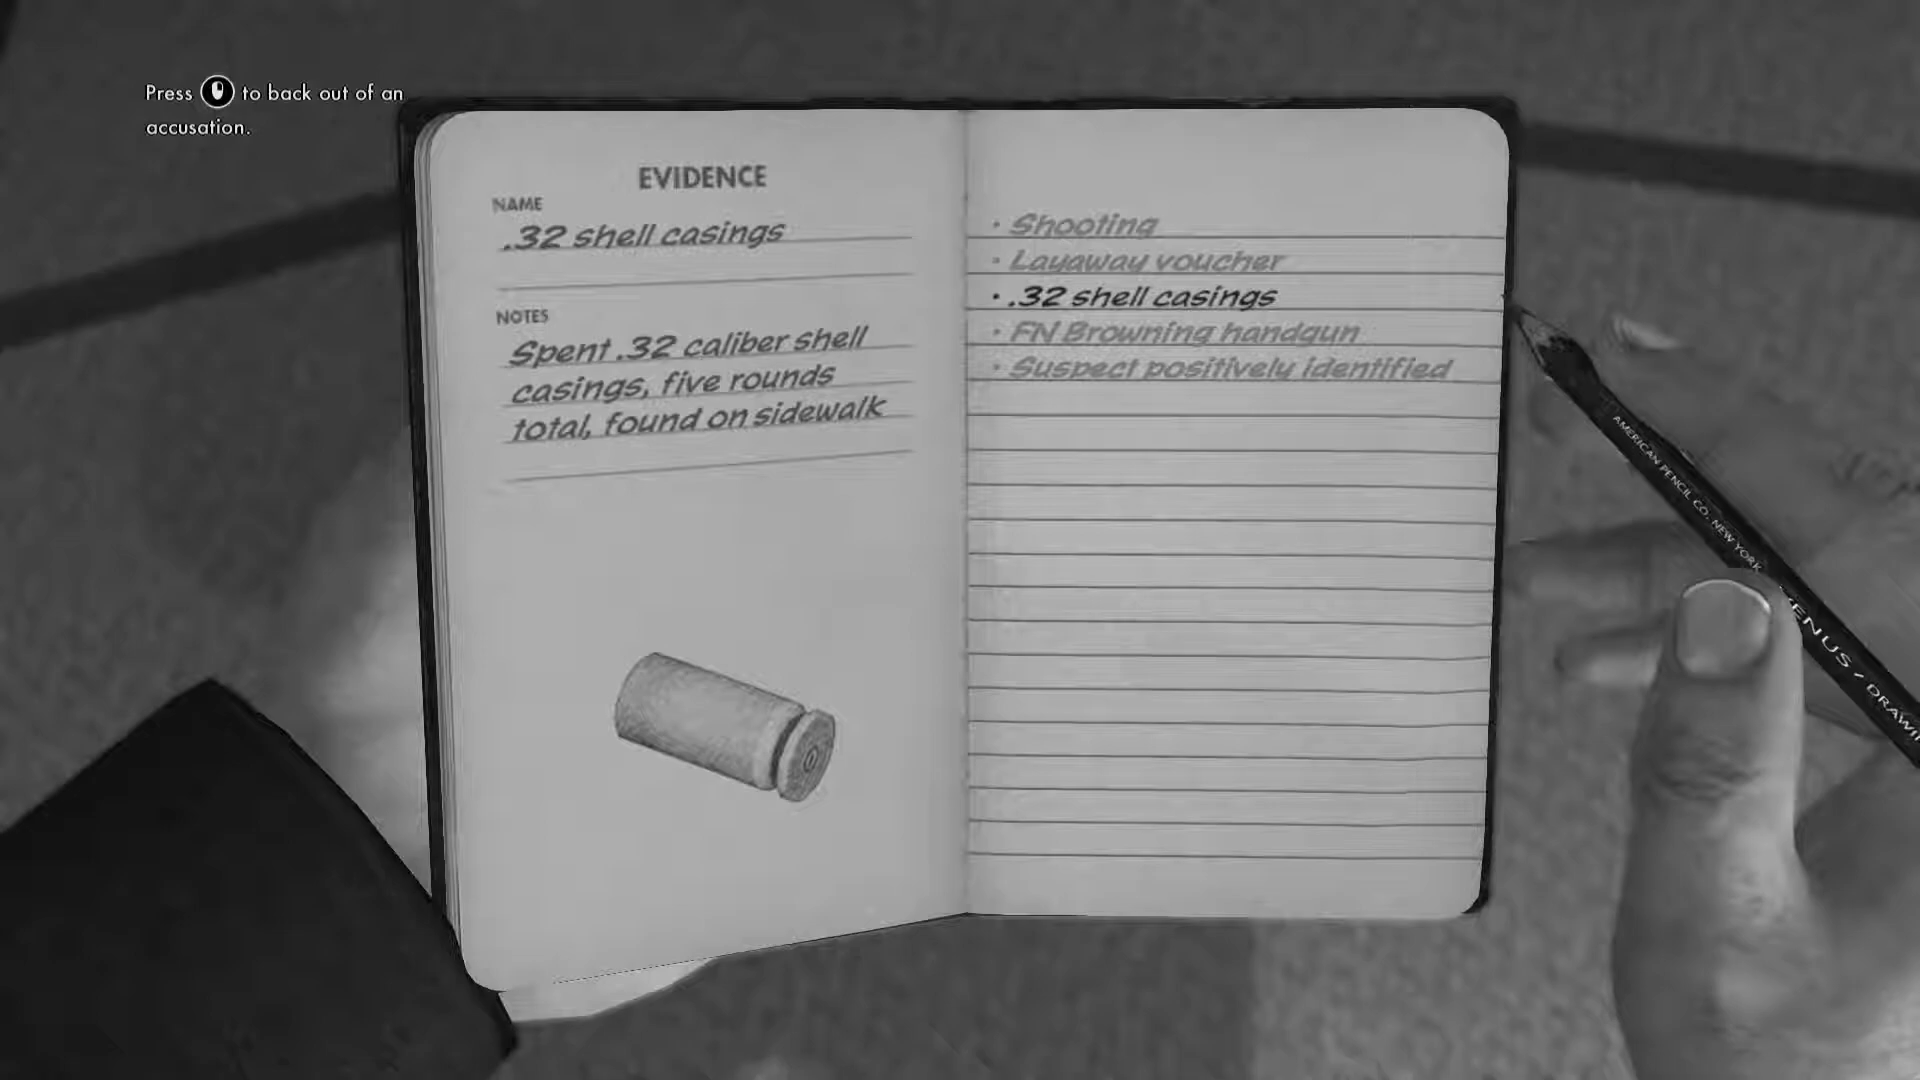 Press to back out of an
accusation.
EVIDENCE
NAME
.32 shell casings
NOTES
Spent .32 caliber shell
casings, five rounds
total, found on sidewalk
· Shooting
· Layaway voucher
· .32 shell casings
· FN Browning handgun
· Suspect positively identified
AMERICAN PENCIL CO. NEW YORK
VENUS / DRAWI